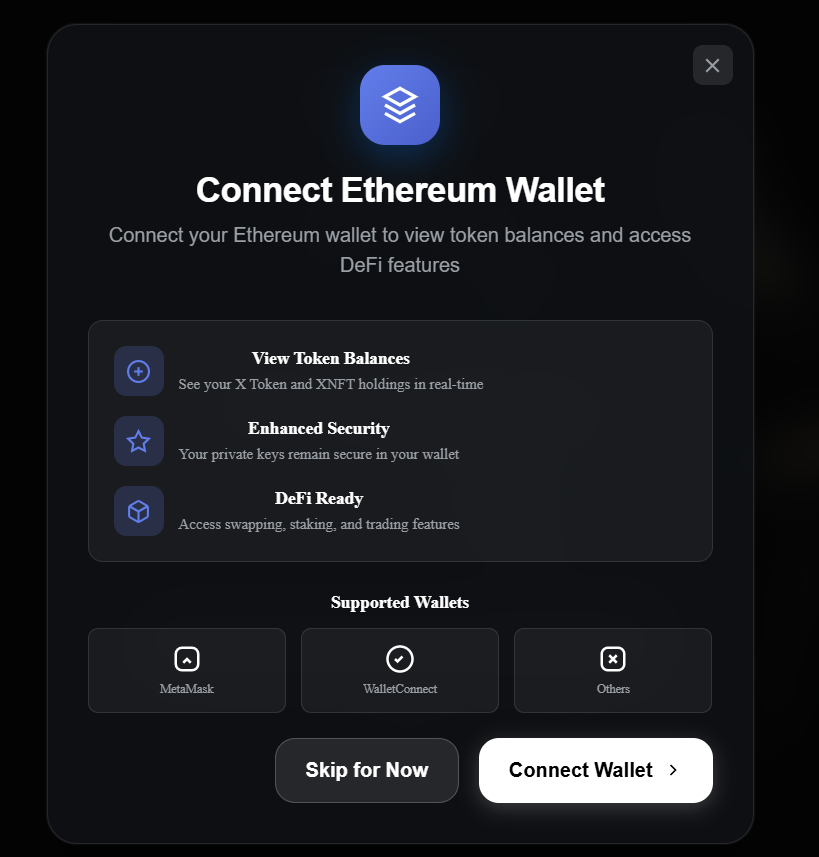 Connect Ethereum Wallet
Connect your Ethereum wallet to view token balances and access
DeFi features
View Token Balances
See your X Token and XNFT holdings in real-time
Enhanced Security
Your private keys remain secure in your wallet
DeFi Ready
Access swapping, staking, and trading features
Supported Wallets
MetaMask
WalletConnect
Others
Skip for Now
Connect Wallet